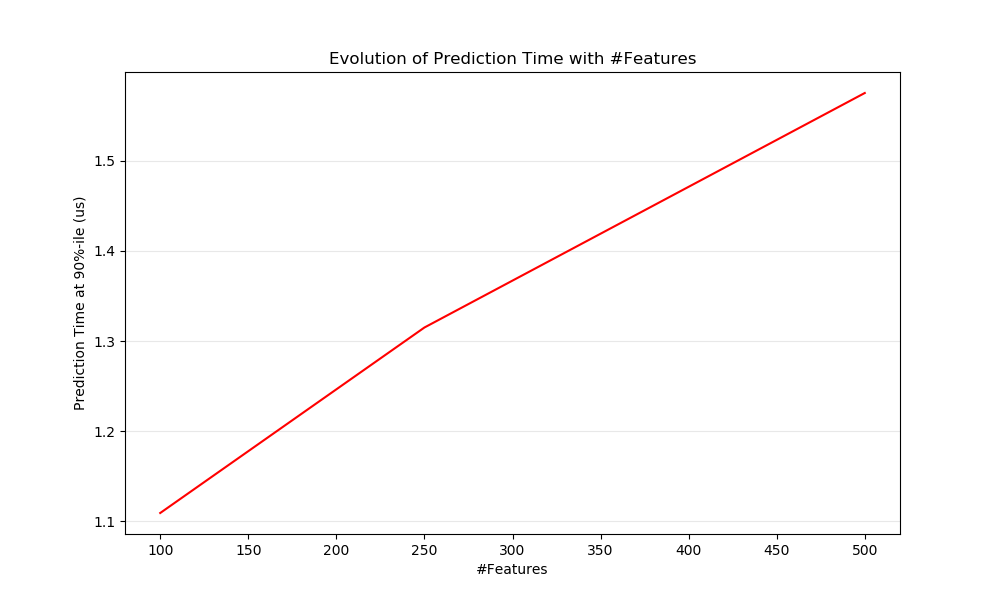 Evolution of Prediction Time with #Features
Prediction Time at 90%-ile (us)
1.5
1.4
1.3
1.2
1.1
100 150 200 250 300 350 400 450 500
#Features